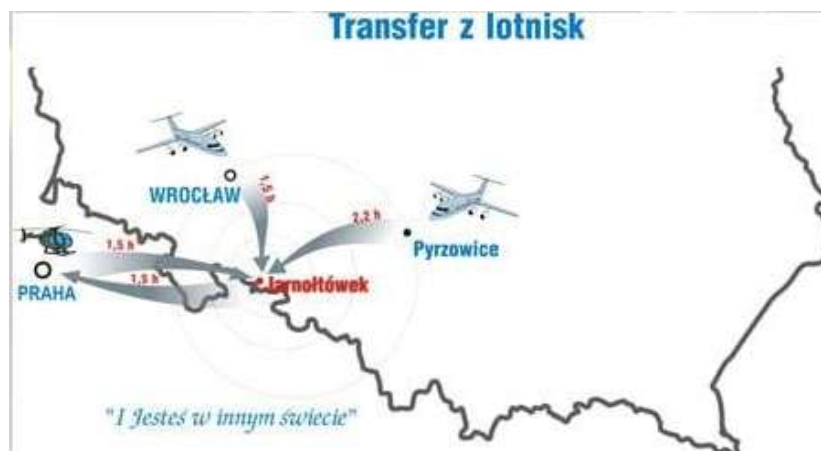 Transfer z lotnisk
WROCŁAW
1,5 h
2,2 h
Pyrzowice
1,5 h
PRAHA
1,5 h
Jarnołtówek
"I Jesteś w innym świecie"